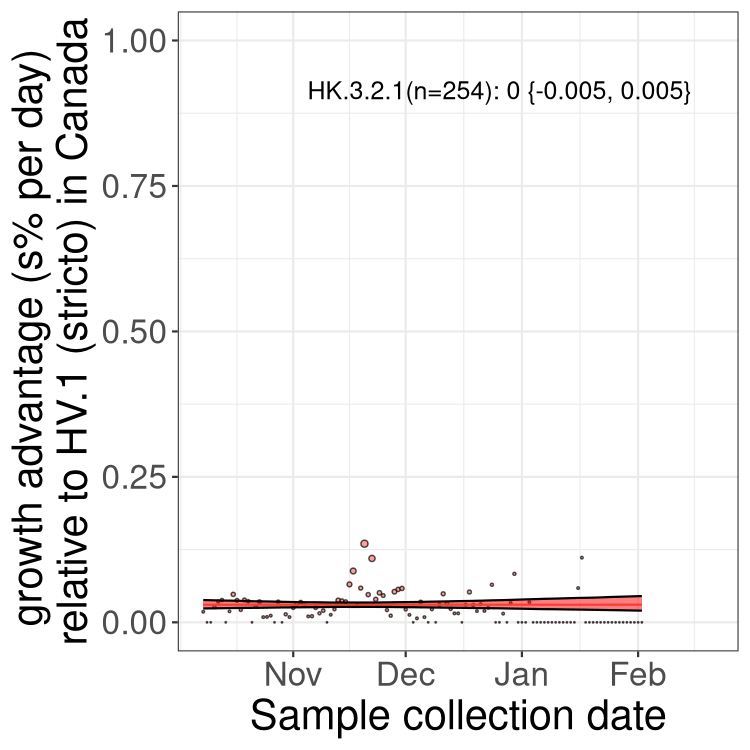 growth advantage (s% per day)
relative to HV.1 (stricto) in Canada
1.00
0.75
0.50
0.25
0.00
HK.3.2.1(n=254): 0 {-0.005, 0.005}
Nov Dec Jan Feb
Sample collection date